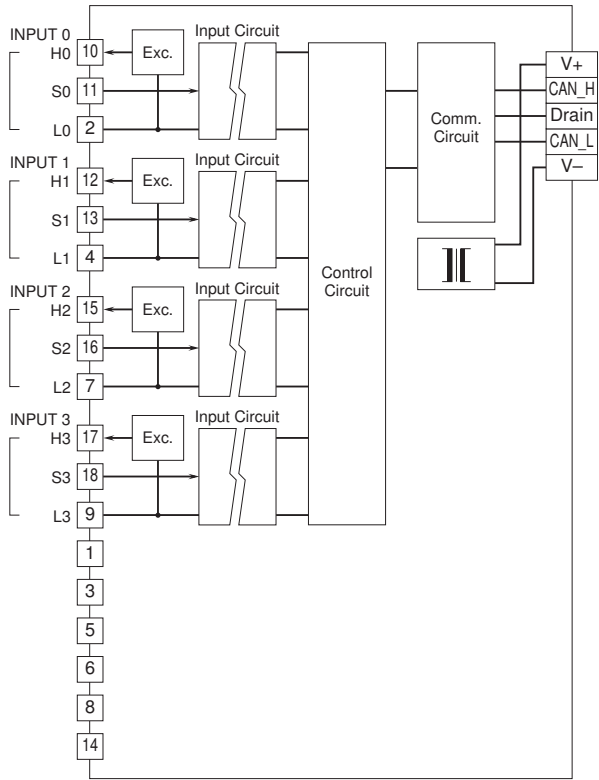 INPUT 0
H0 10 Exc. Input Circuit
S0 11
L0 2
INPUT 1
H1 12 Exc. Input Circuit
S1 13
L1 4
INPUT 2
H2 15 Exc. Input Circuit
S2 16
L2 7
INPUT 3
H3 17 Exc. Input Circuit
S3 18
L3 9
1
3
5
6
8
14
Control
Circuit
Comm.
Circuit
V+
CAN_H
Drain
CAN_L
V–